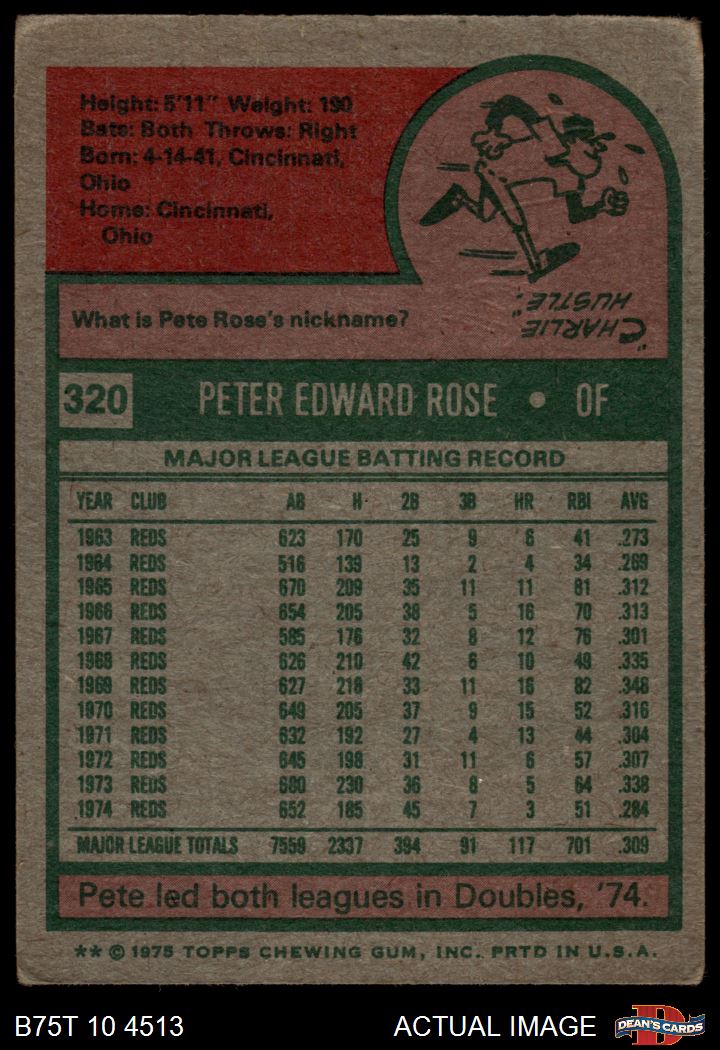 Height: 5'11" Weight: 190
Bats: Both Throws: Right
Born: 4-14-41, Cincinnati,
Ohio
Home: Cincinnati,
Ohio
What is Pete Rose's nickname?
"CHARLIE
HUSTLE"
320 PETER EDWARD ROSE • OF
MAJOR LEAGUE BATTING RECORD
YEAR CLUB AB H 2B 3B HR RBI AVG
1963 REDS 623 170 25 9 6 41 .273
1964 REDS 516 139 13 2 4 34 .269
1965 REDS 670 209 35 11 11 81 .312
1966 REDS 654 205 38 5 16 70 .313
1967 REDS 585 176 32 8 12 76 .301
1968 REDS 626 210 42 6 10 49 .335
1969 REDS 627 218 33 11 16 82 .348
1970 REDS 649 205 37 9 15 52 .316
1971 REDS 632 192 27 4 13 44 .304
1972 REDS 645 198 31 11 6 57 .307
1973 REDS 680 230 36 8 5 64 .338
1974 REDS 652 185 45 7 3 51 .284
MAJOR LEAGUE TOTALS 7559 2337 394 91 117 701 .309
Pete led both leagues in Doubles, '74.
** © 1975 TOPPS CHEWING GUM, INC. PRTD IN U.S.A.
B75T 10 4513 ACTUAL IMAGE DEAN'S CARDS